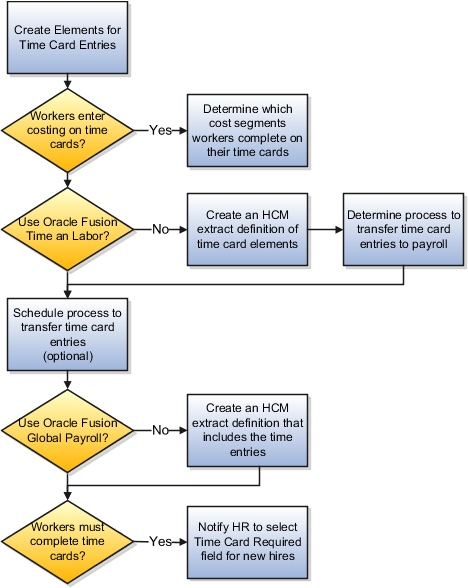 Create Elements for
Time Card Entries
Workers enter
costing on time
cards?
Yes
Determine which
cost segments
workers complete on
their time cards
Use Oracle Fusion
Time an Labor?
No
Create an HCM
extract definition of
time card elements
Determine process to
transfer time card
entries to payroll
Schedule process to
transfer time card
entries
(optional)
Use Oracle Fusion
Global Payroll?
No
Create an HCM
extract definition that
includes the time
entries
Workers must
complete time
cards?
Yes
Notify HR to select
Time Card Required
field for new hires